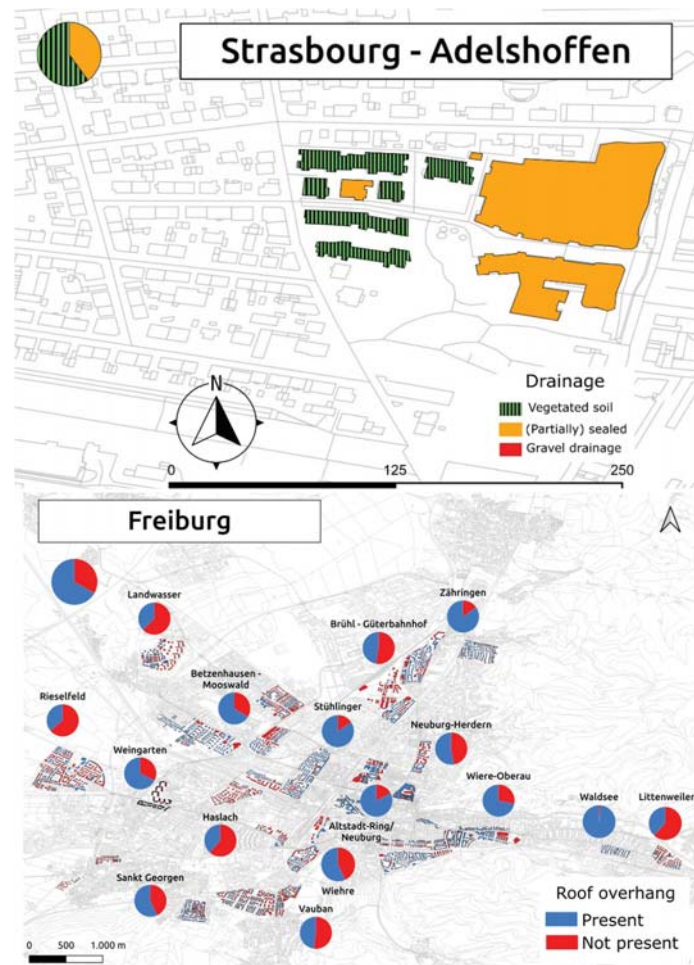 Strasbourg - Adelshoffen
N
Drainage
Vegetated soil
(Partially) sealed
Gravel drainage
0 125 250
Freiburg
Landwasser
Zähringen
Brühl - Güterbahnhof
Betzenhausen -
Mooswald
Rieselfeld
Stühlinger
Neuburg-Herdern
Weingarten
Wiere-Oberau
Waldsee
Littenweiler
Haslach
Altstadt-Ring/
Neuburg
Sankt Georgen
Wiehre
Vauban
Roof overhang
Present
Not present
0 500 1.000 m